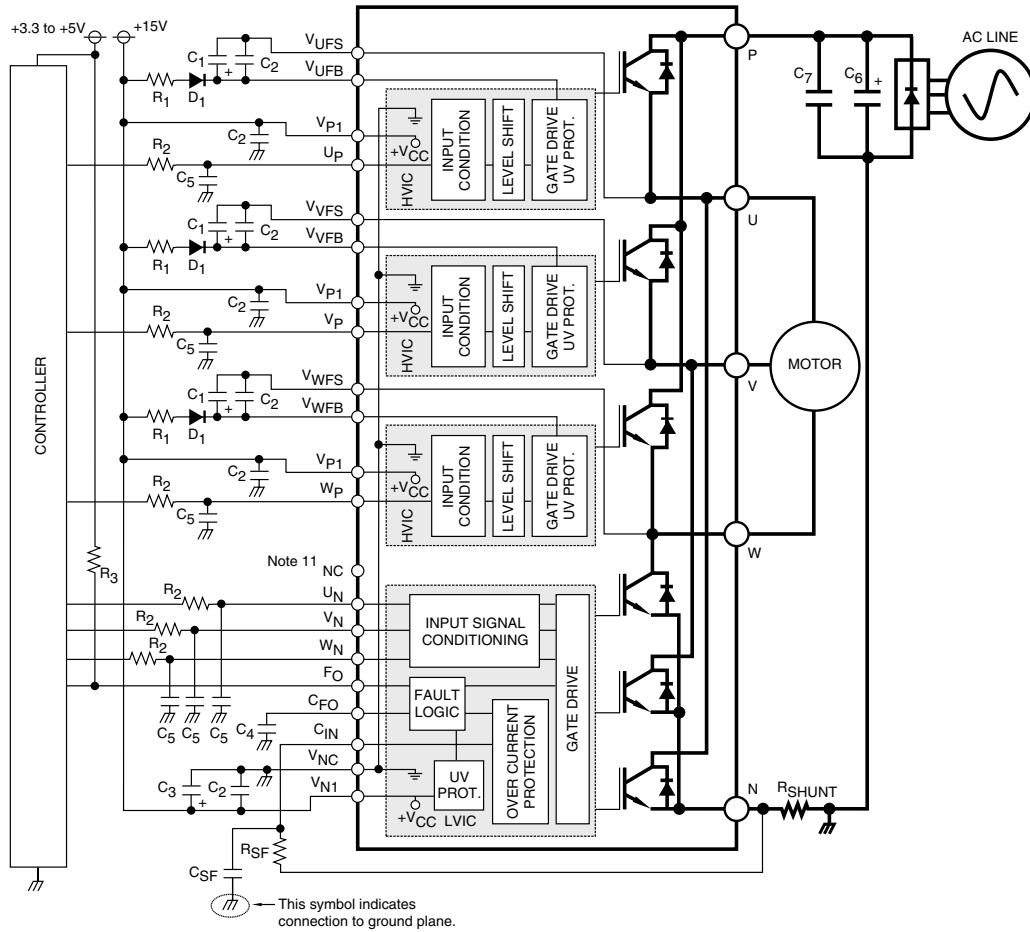 +3.3 to +5V
+15V
CONTROLLER
C1
+
C2
R1
D1
VUFS
VUFB
C2
VP1
R2
UP
C5
+VCC
HVIC
INPUT CONDITION
LEVEL SHIFT
GATE DRIVE UV PROT.
C1
+
C2
R1
D1
VVFS
VVFB
C2
VP1
R2
VP
C5
+VCC
HVIC
INPUT CONDITION
LEVEL SHIFT
GATE DRIVE UV PROT.
C1
+
C2
R1
D1
VWFS
VWFB
C2
VP1
R2
WP
C5
+VCC
HVIC
INPUT CONDITION
LEVEL SHIFT
GATE DRIVE UV PROT.
R3
Note 11
NC
R2
UN
R2
VN
R2
WN
FO
C5
C5
C5
C4
CFO
CIN
VNC
C3
+
C2
VN1
INPUT SIGNAL
CONDITIONING
FAULT
LOGIC
UV
PROT.
+VCC
LVIC
OVER CURRENT
PROTECTION
GATE DRIVE
RSF
CSF
This symbol indicates
connection to ground plane.
P
C7
C6
+
AC LINE
U
V
MOTOR
W
N
RSHUNT